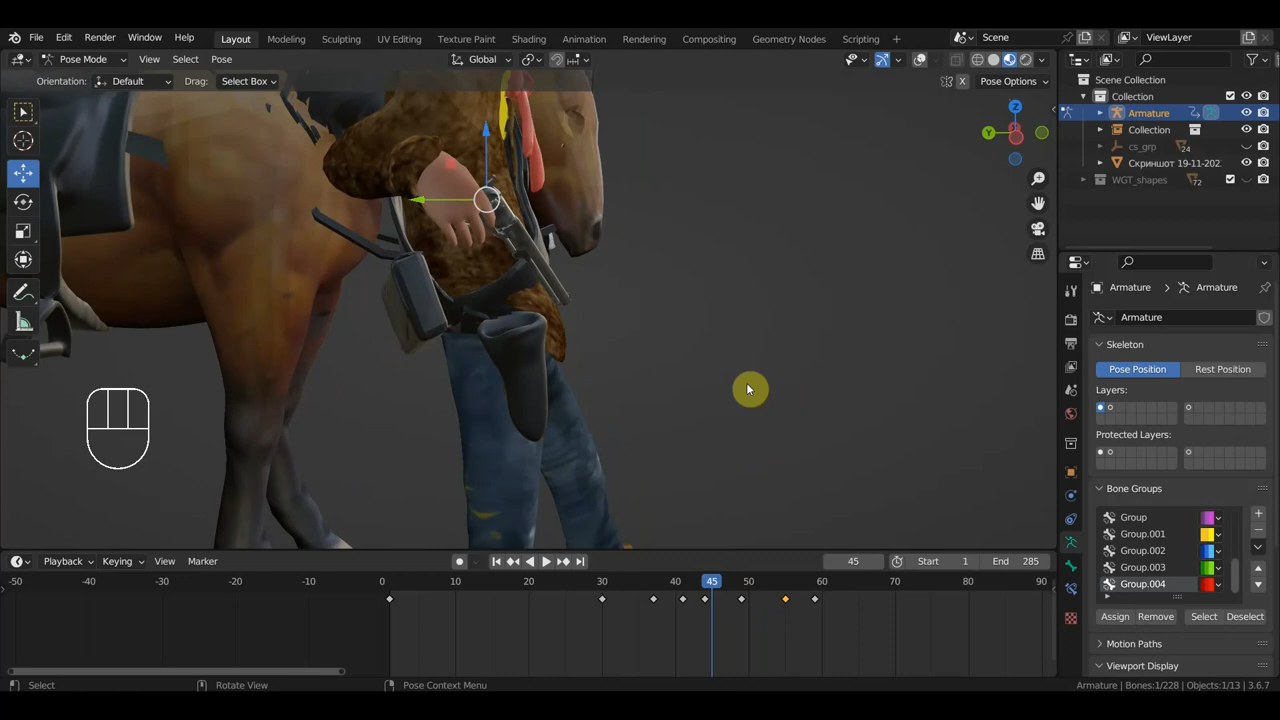 File Edit Render Window Help Layout Modeling Sculpting UV Editing Texture Paint Shading Animation Rendering Compositing Geometry Nodes Scripting + Scene ViewLayer
Pose Mode View Select Pose Global
Orientation: Default Drag: Select Box X Pose Options
Scene Collection
Collection
Armature
Collection
24
cs_grp
Скриншот 19-11-202
WGT_shapes 72
Z
Y
Armature > Armature
Armature
Skeleton
Pose Position Rest Position
Layers:
Protected Layers:
Bone Groups
Group
Group.001
Group.002
Group.003
Group.004
Assign Remove Select Deselect
Motion Paths
Viewport Display
Playback Keying View Marker 45 Start 1 End 285
-50 -40 -30 -20 -10 0 10 20 30 40 45 50 60 70 80 90
Select Rotate View Pose Context Menu Armature | Bones:1/228 | Objects:1/13 | 3.6.7